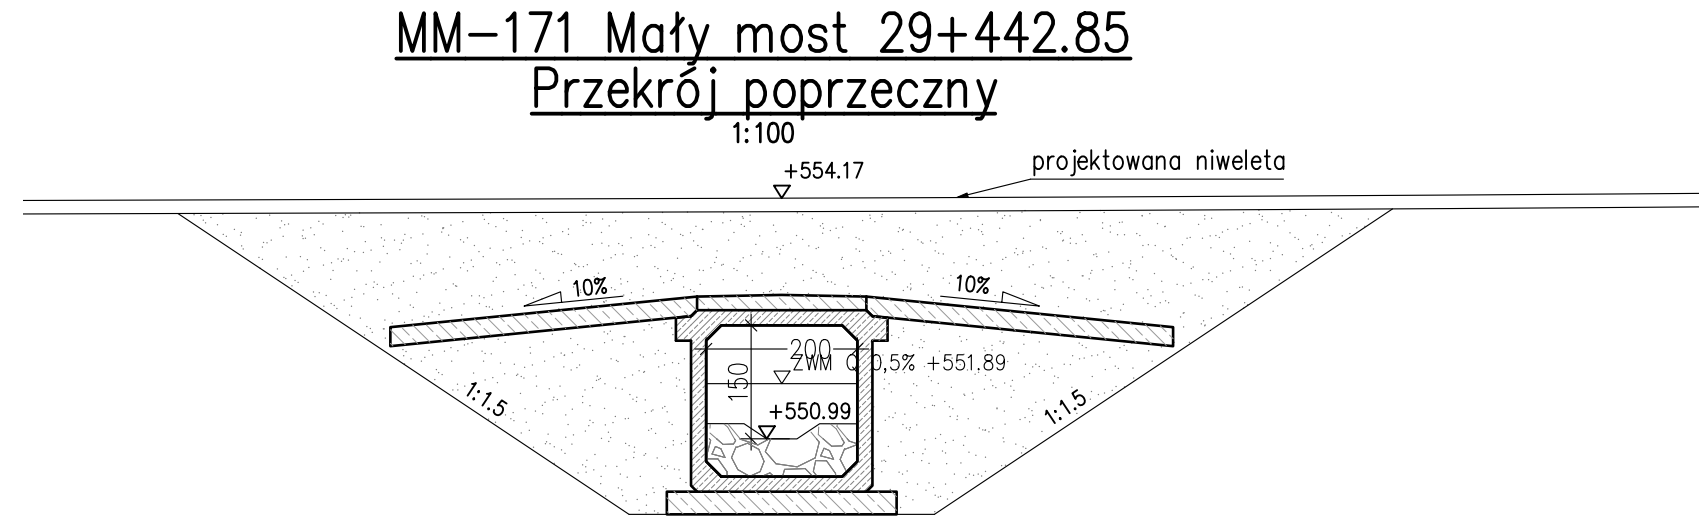 MM-171 Mały most 29+442.85
Przekrój poprzeczny
1:100
+554.17
projektowana niweleta
10%
10%
200
ZWM Q 0,5% +551.89
150
+550.99
1:1.5
1:1.5